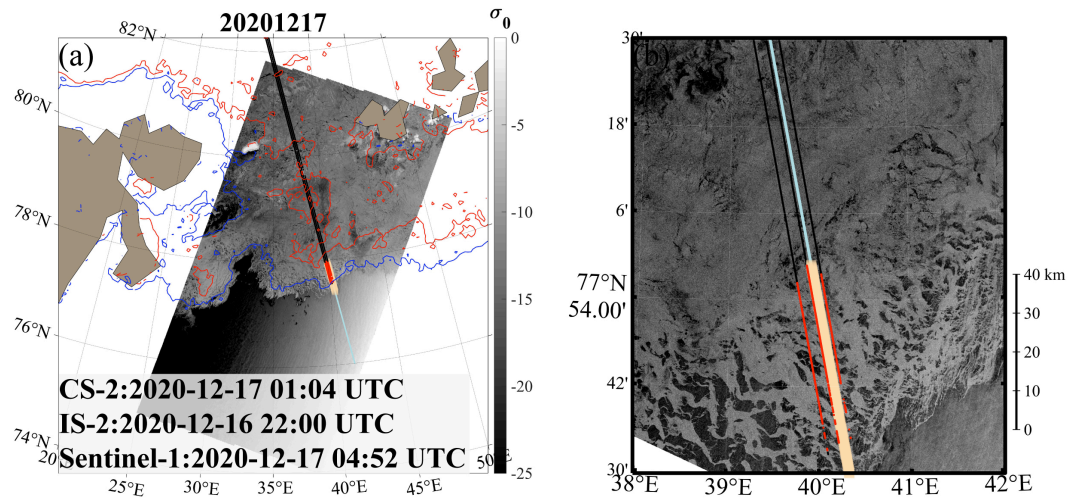 20201217
σ0
(a)
82°N
80°N
78°N
76°N
74°N
20
25°E
30°E
35°E
40°E
45°E
50°E
0
-5
-10
-15
-20
-25
CS-2:2020-12-17 01:04 UTC
IS-2:2020-12-16 22:00 UTC
Sentinel-1:2020-12-17 04:52 UTC
(b)
30'
18'
6'
77°N
54.00'
42'
30'
38°E
39°E
40°E
41°E
42°E
40 km
30
20
10
0